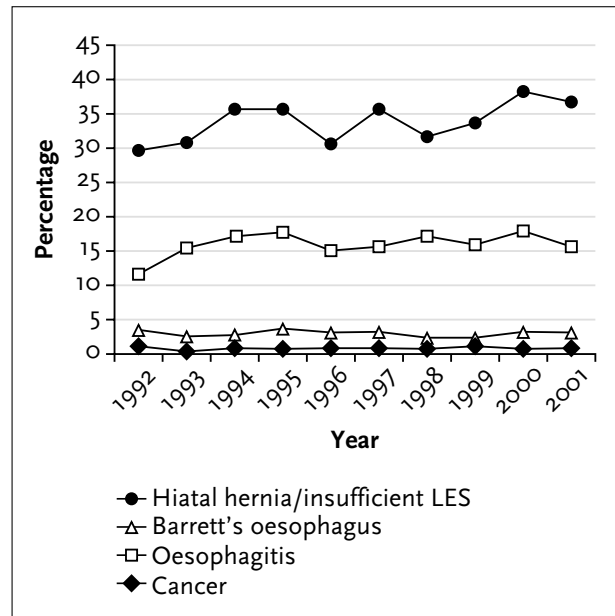 45
40
35
30
25
20
15
10
5
0
Percentage
1992 1993 1994 1995 1996 1997 1998 1999 2000 2001
Year
Hiatal hernia/insufficient LES
Barrett's oesophagus
Oesophagitis
Cancer